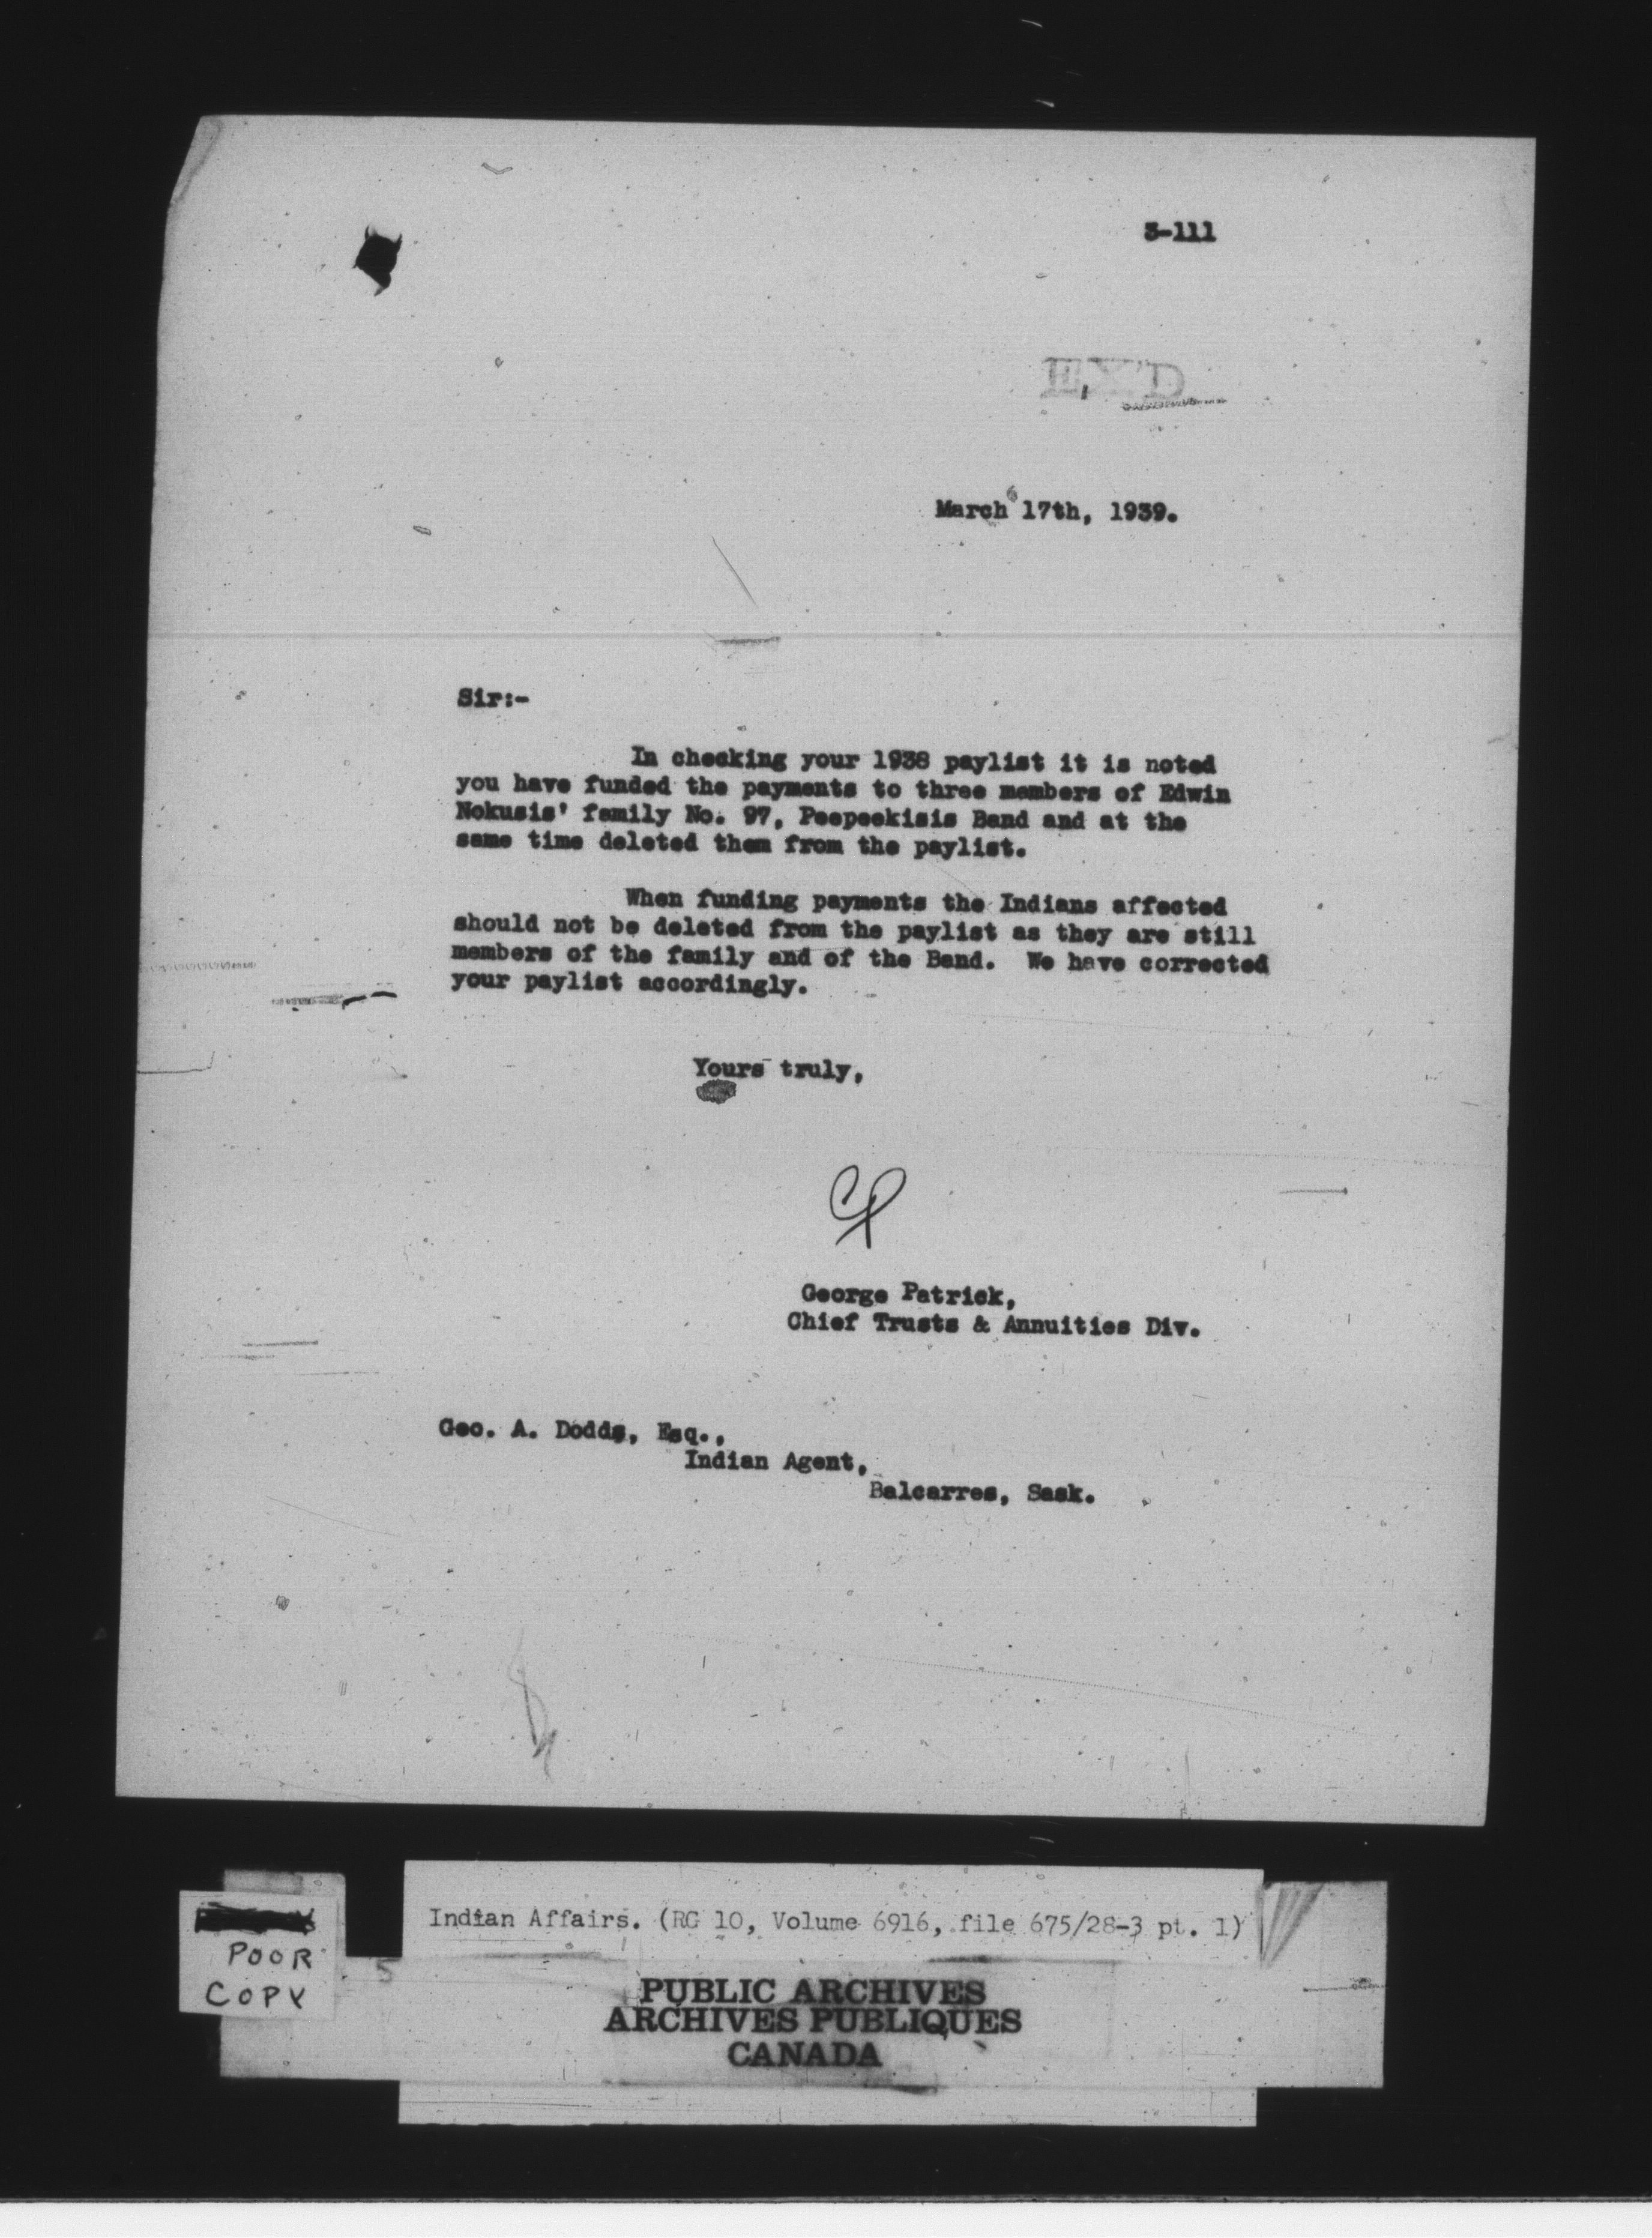 3-111
EX'D
March 17th, 1939.
Sir:-
In checking your 1938 paylist it is noted
you have funded the payments to three members of Edwin
Nokusis' family No. 97, Peepeekisis Band and at the
same time deleted them from the paylist.
When funding payments the Indians affected
should not be deleted from the paylist as they are still
members of the family and of the Band. We have corrected
your paylist accordingly.
Yours truly,
George Patrick,
Chief Trusts & Annuities Div.
Geo. A. Dodds, Esq.,
Indian Agent,
Balcarres, Sask.
Indian Affairs. (RG 10, Volume 6916, file 675/28-3 pt. 1)
POOR
COPY
5
PUBLIC ARCHIVES
ARCHIVES PUBLIQUES
CANADA